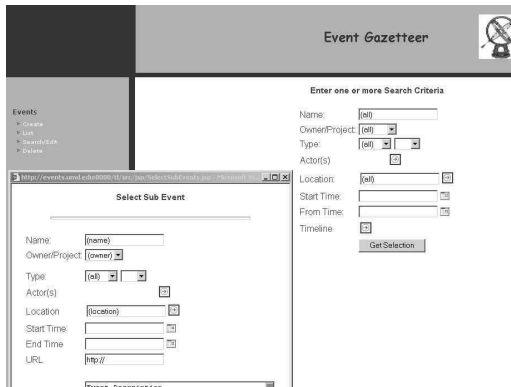 Event Gazetteer
Enter one or more Search Criteria
Events
Create
List
Search/Edit
Delete
Name: (all)
Owner/Project: (all)
Type: (all)
Actor(s)
Location: (all)
Start Time:
From Time:
Timeline
Get Selection
Select Sub Event
Name: (name)
Owner/Project: (owner)
Type: (all)
Actor(s)
Location (location)
Start Time:
End Time
URL http://